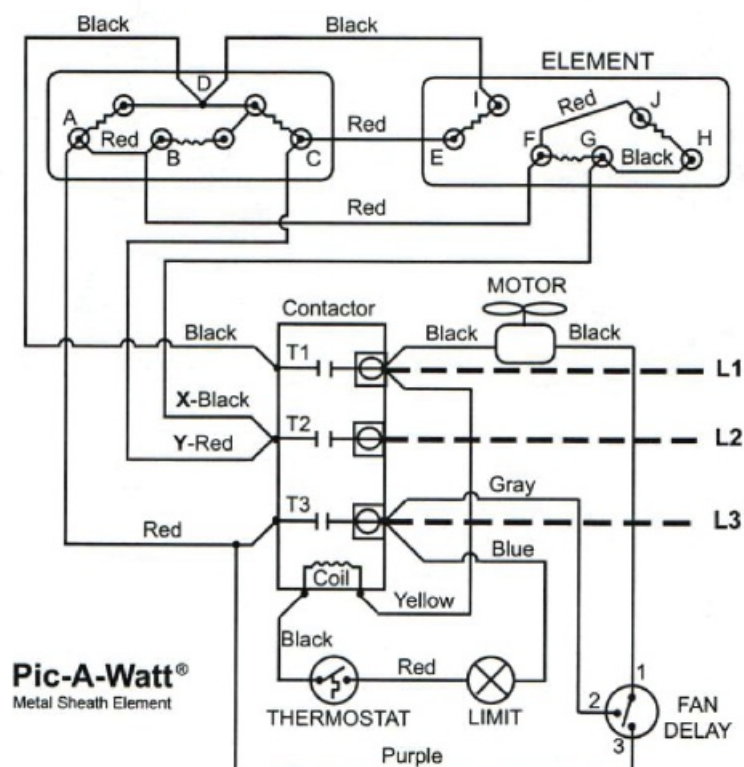 Black
Black
D
ELEMENT
A
Red
B
C
Red
E
I
Red
J
F
G
Black
H
Red
MOTOR
Contactor
Black
T1
Black
Black
L1
X-Black
T2
L2
Y-Red
Gray
T3
L3
Red
Blue
Coil
Yellow
Black
Red
Pic-A-Watt®
Metal Sheath Element
THERMOSTAT
LIMIT
1
2
3
FAN
DELAY
Purple